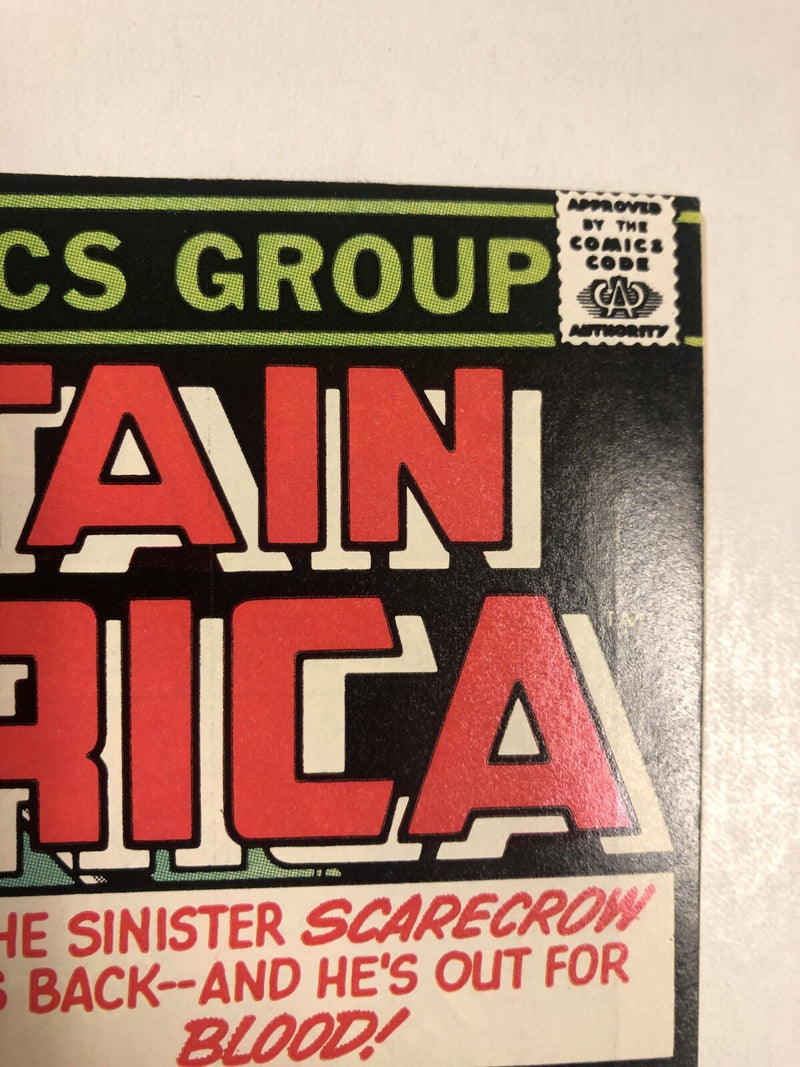 CS GROUP
APPROVED
BY THE
COMICS
CODE
AUTHORITY
TAIN
RICA
TM
HE SINISTER SCARECROW
S BACK--AND HE'S OUT FOR
BLOOD!